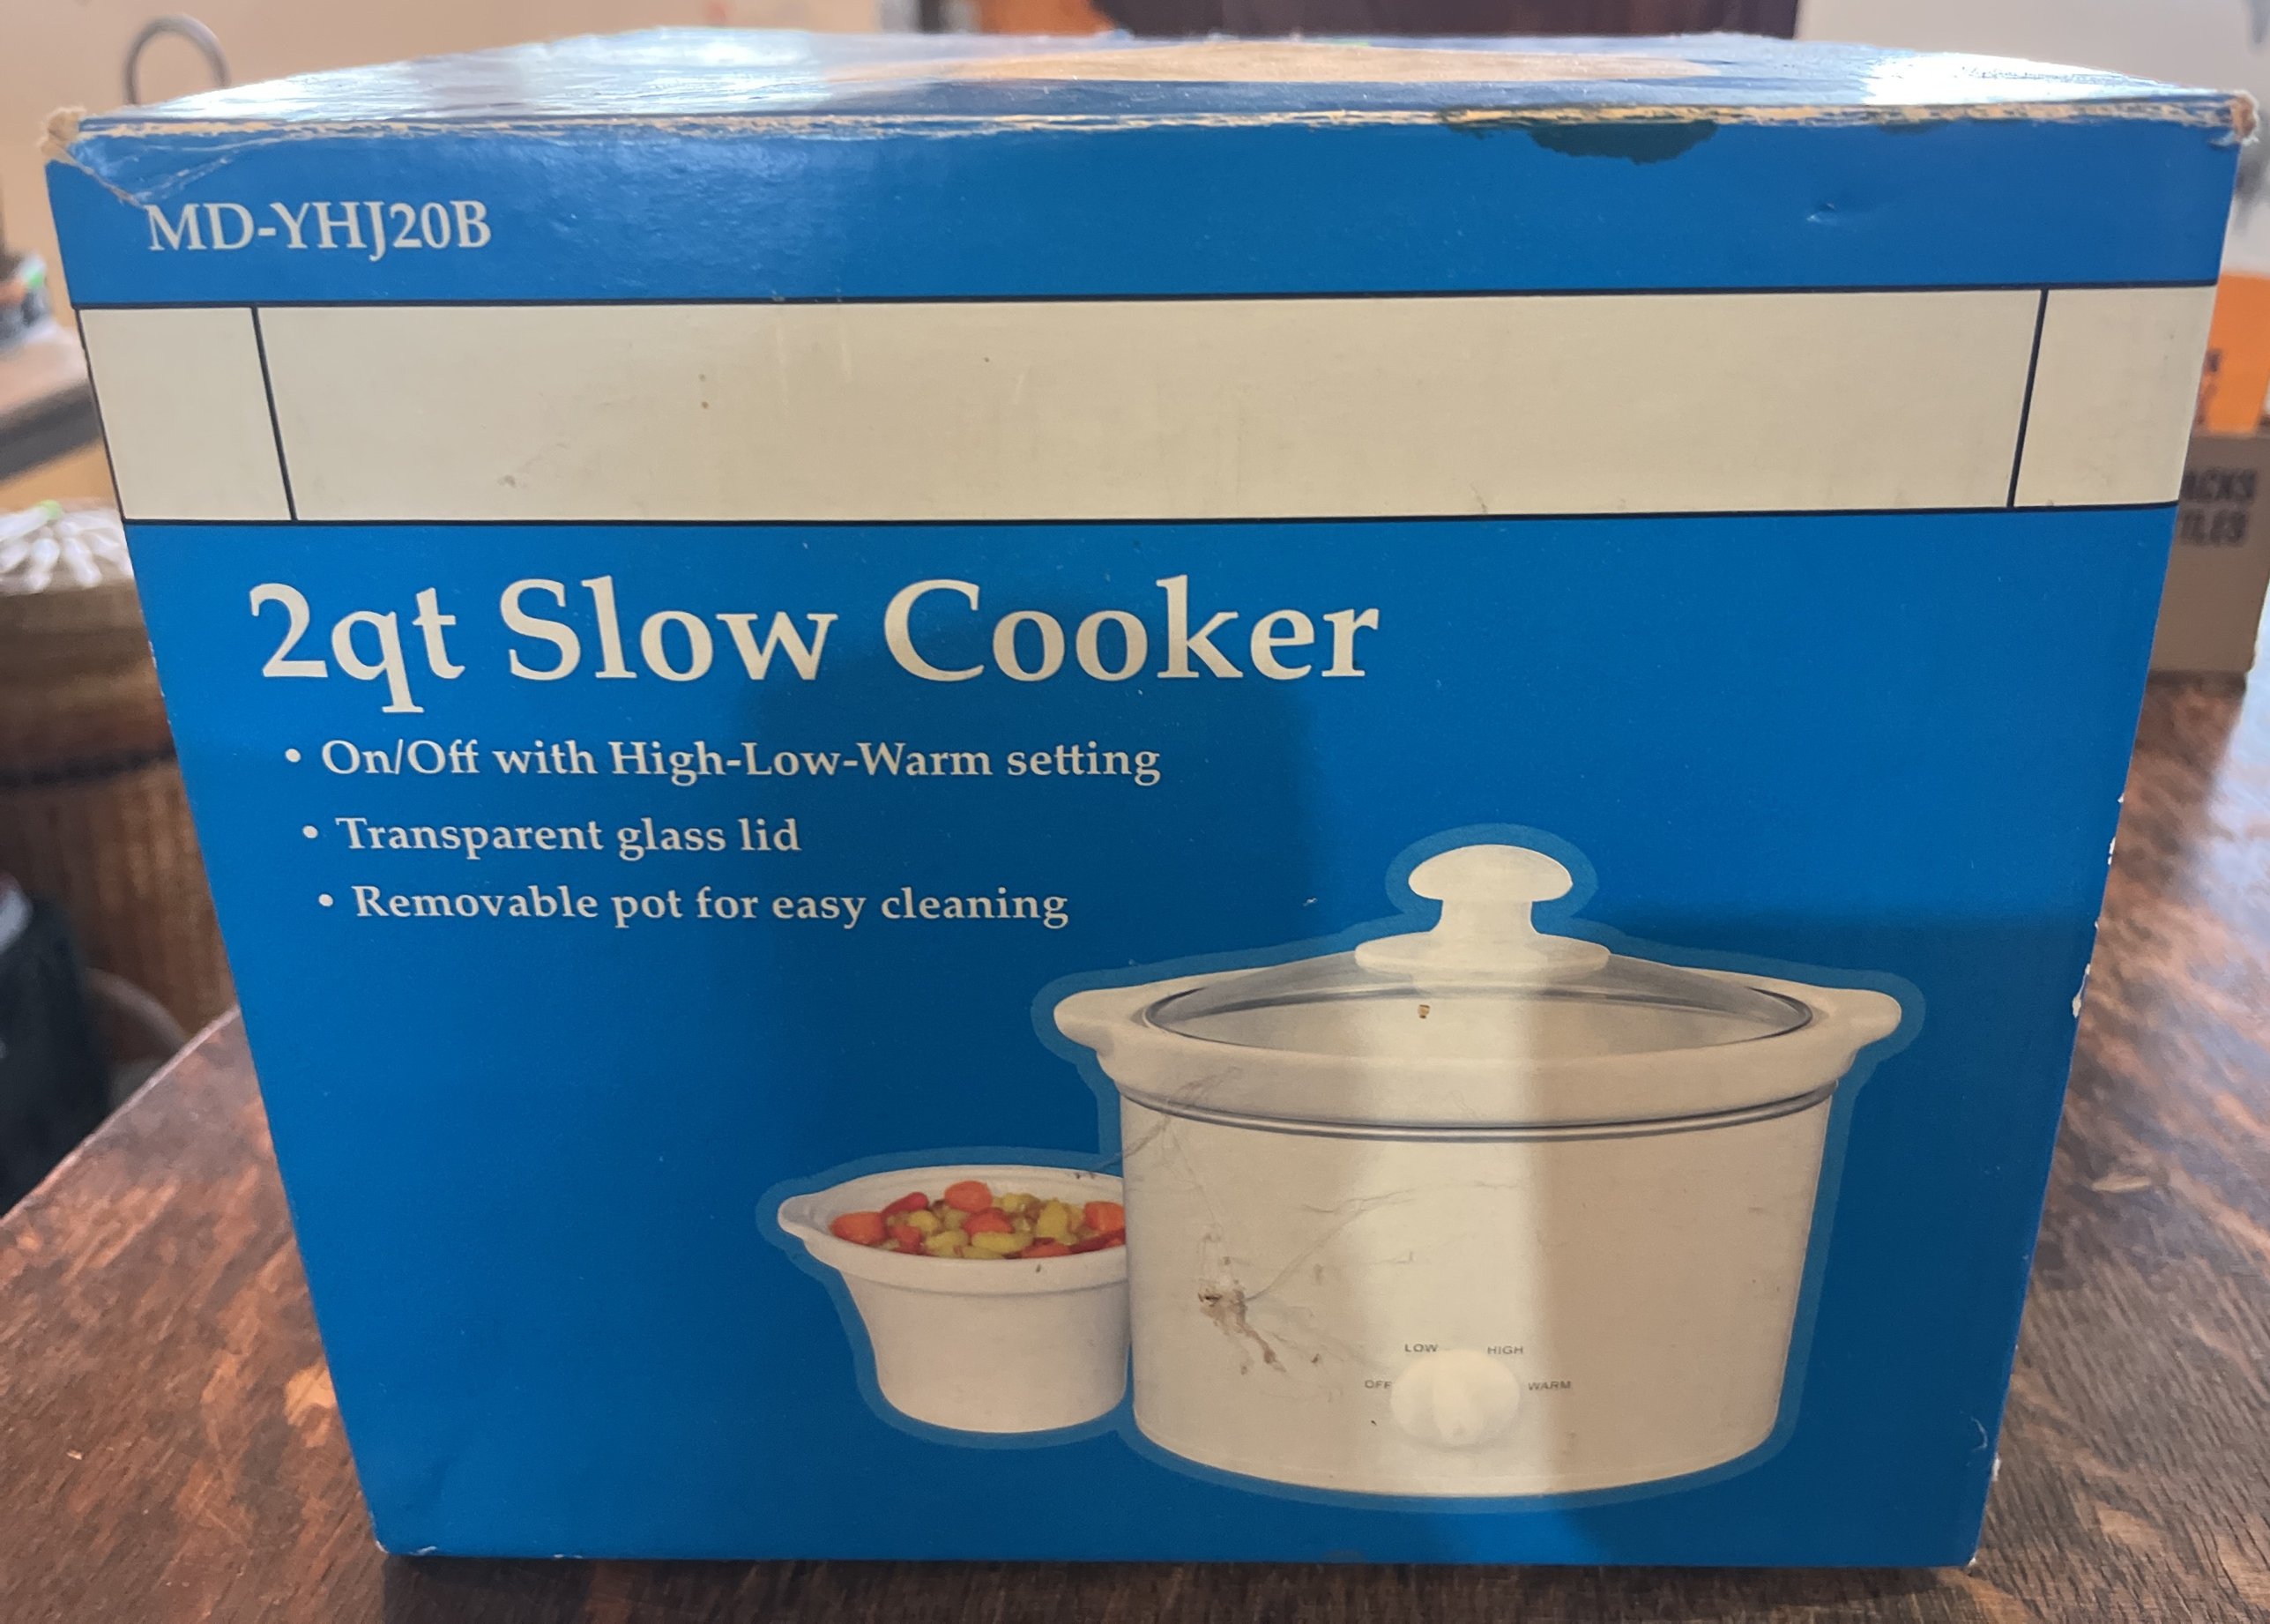 MD-YHJ20B
2qt Slow Cooker
• On/Off with High-Low-Warm setting
• Transparent glass lid
• Removable pot for easy cleaning
LOW HIGH
OFF WARM